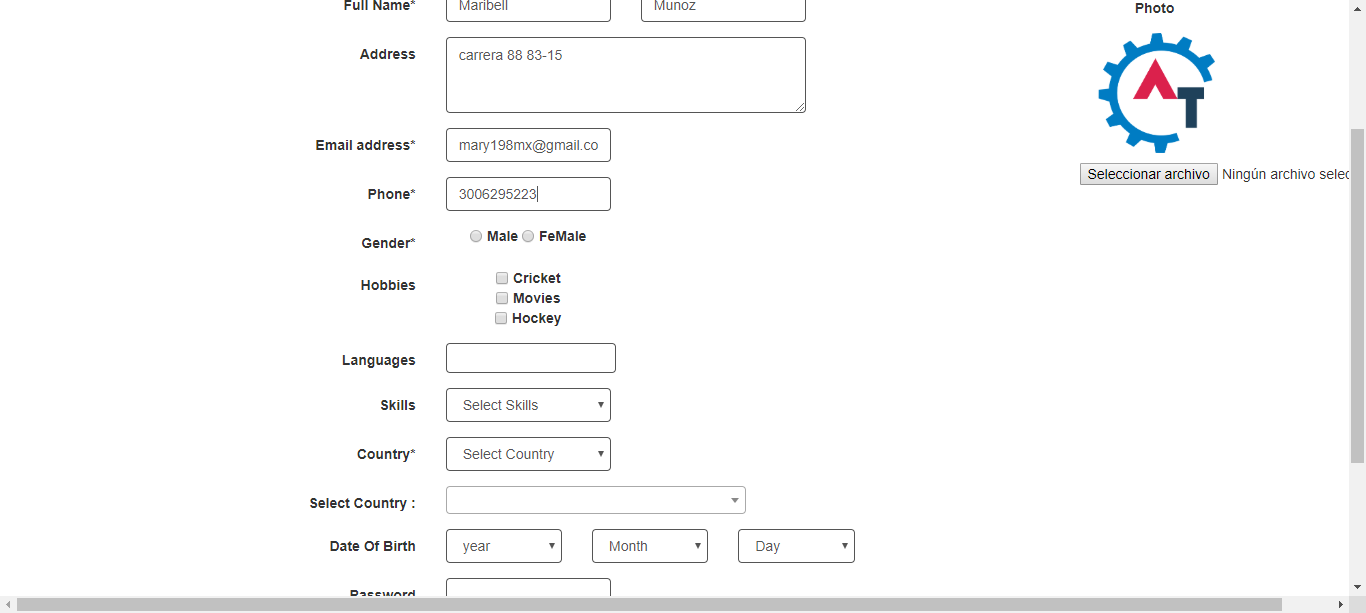 Full Name* Maribell Munoz
Photo
Address carrera 88 83-15
Email address* mary198mx@gmail.co
Seleccionar archivo Ningún archivo selec
Phone* 3006295223
Gender* Male FeMale
Hobbies Cricket
Movies
Hockey
Languages
Skills Select Skills
Country* Select Country
Select Country :
Date Of Birth year Month Day
Password